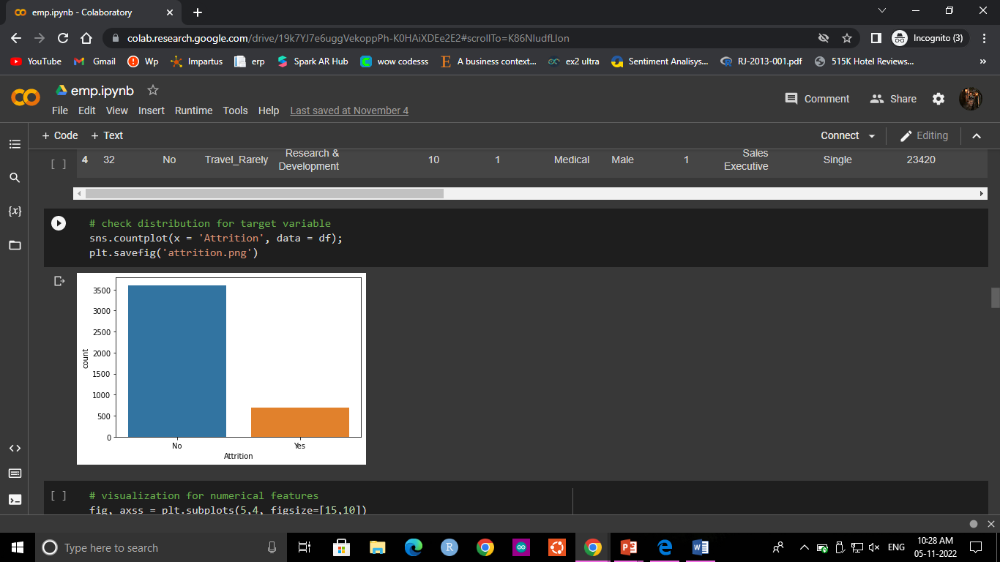 emp.ipynb - Colaboratory
colab.research.google.com/drive/19k7YJ7e6uggVekoppPh-K0HAiXDEe2E2#scrollTo=K86NIudfLIon
Incognito (3)
YouTube Gmail Wp Impartus erp Spark AR Hub wow codesss A business context... ex2 ultra Sentiment Analisys... RJ-2013-001.pdf 515K Hotel Reviews... »
emp.ipynb
Comment Share
File Edit View Insert Runtime Tools Help Last saved at November 4
+ Code + Text Connect Editing
[ ] 4 32 No Travel_Rarely Research & Development 10 1 Medical Male 1 Sales Executive Single 23420
{x}
# check distribution for target variable
sns.countplot(x = 'Attrition', data = df);
plt.savefig('attrition.png')
3500
3000
2500
2000
1500
1000
500
0
count
No Yes
Attrition
[ ] # visualization for numerical features
fig, axss = plt.subplots(5,4, figsize=[15,10])
Type here to search
ENG
10:28 AM
05-11-2022